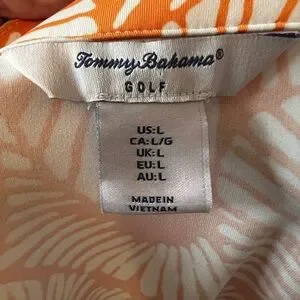 Tommy Bahama®
GOLF
US: L
CA: L/G
UK: L
EU: L
AU: L
MADE IN
VIETNAM